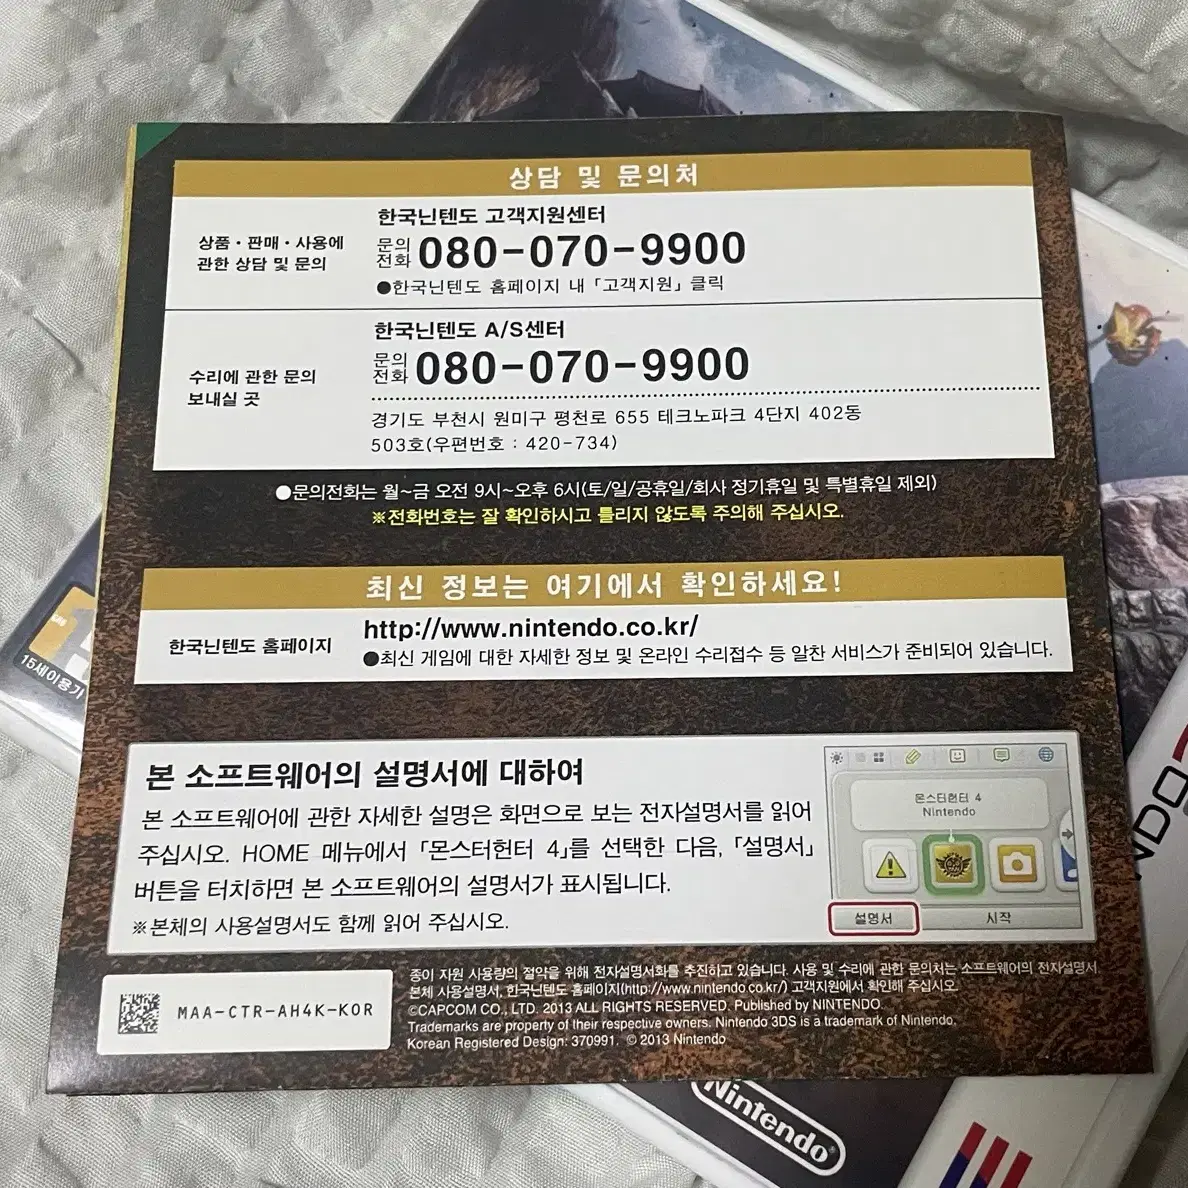 상담 및 문의처
상품·판매·사용에
관한 상담 및 문의
한국닌텐도 고객지원센터
문의
전화 080-070-9900
●한국닌텐도 홈페이지 내 「고객지원」 클릭
수리에 관한 문의
보내실 곳
한국닌텐도 A/S센터
문의
전화 080-070-9900
경기도 부천시 원미구 평천로 655 테크노파크 4단지 402동
503호(우편번호 : 420-734)
●문의전화는 월~금 오전 9시~오후 6시(토/일/공휴일/회사 정기휴일 및 특별휴일 제외)
※전화번호는 잘 확인하시고 틀리지 않도록 주의해 주십시오.
최신 정보는 여기에서 확인하세요!
한국닌텐도 홈페이지
http://www.nintendo.co.kr/
●최신 게임에 대한 자세한 정보 및 온라인 수리접수 등 알찬 서비스가 준비되어 있습니다.
15세이용가
본 소프트웨어의 설명서에 대하여
본 소프트웨어에 관한 자세한 설명은 화면으로 보는 전자설명서를 읽어
주십시오. HOME 메뉴에서 「몬스터헌터 4」를 선택한 다음, 「설명서」
버튼을 터치하면 본 소프트웨어의 설명서가 표시됩니다.
※본체의 사용설명서도 함께 읽어 주십시오.
몬스터헌터 4
Nintendo
설명서
시작
MAA-CTR-AH4K-KOR
종이 자원 사용량의 절약을 위해 전자설명서화를 추진하고 있습니다. 사용 및 수리에 관한 문의처는 소프트웨어의 전자설명서
본체 사용설명서, 한국닌텐도 홈페이지(http://www.nintendo.co.kr/) 고객지원에서 확인해 주십시오.
©CAPCOM CO., LTD. 2013 ALL RIGHTS RESERVED. Published by NINTENDO.
Trademarks are property of their respective owners. Nintendo 3DS is a trademark of Nintendo.
Korean Registered Design: 370991. © 2013 Nintendo
Nintendo